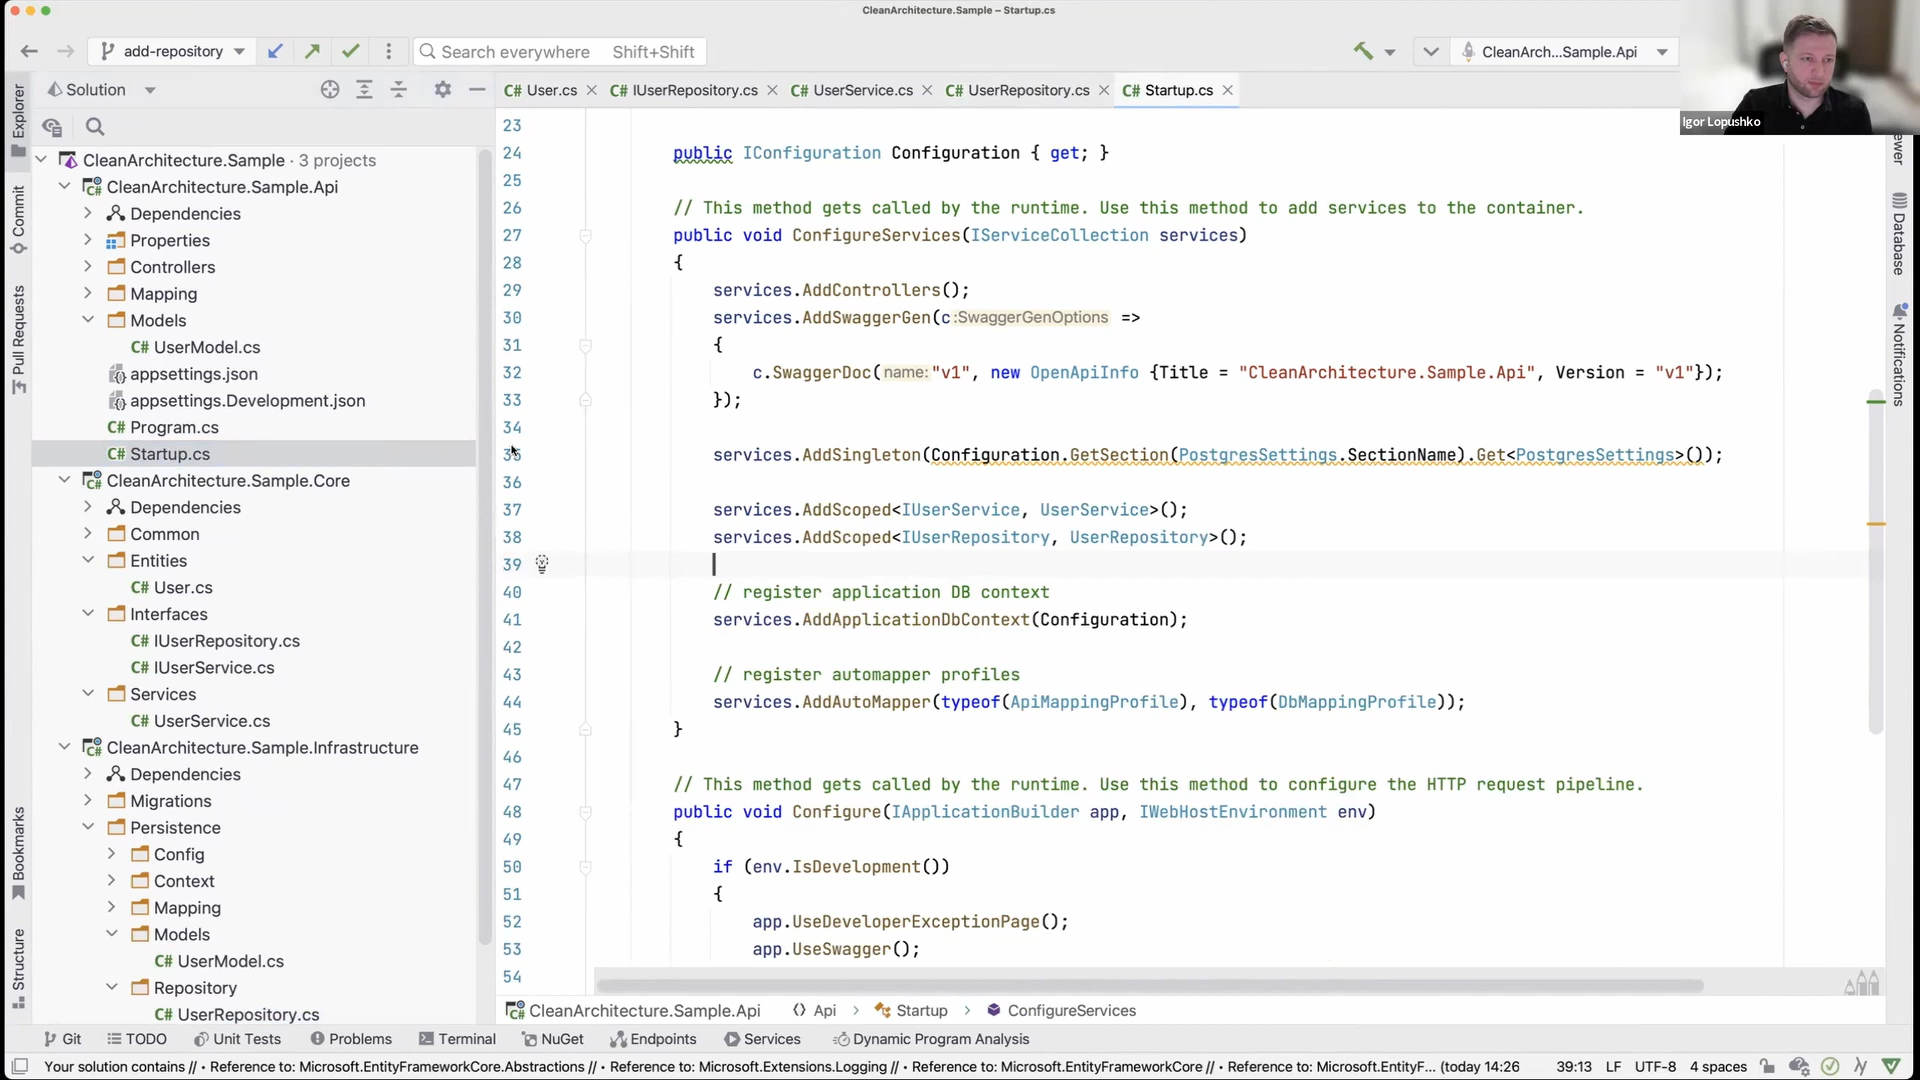 CleanArchitecture.Sample – Startup.cs
add-repository
Search everywhere Shift+Shift
CleanArch...Sample.Api
Igor Lopushko
Solution
User.cs
IUserRepository.cs
UserService.cs
UserRepository.cs
Startup.cs
Explorer
Commit
Pull Requests
Bookmarks
Structure
CleanArchitecture.Sample · 3 projects
CleanArchitecture.Sample.Api
Dependencies
Properties
Controllers
Mapping
Models
C# UserModel.cs
appsettings.json
appsettings.Development.json
C# Program.cs
C# Startup.cs
CleanArchitecture.Sample.Core
Dependencies
Common
Entities
C# User.cs
Interfaces
C# IUserRepository.cs
C# IUserService.cs
Services
C# UserService.cs
CleanArchitecture.Sample.Infrastructure
Dependencies
Migrations
Persistence
Config
Context
Mapping
Models
C# UserModel.cs
Repository
C# UserRepository.cs
23
24 public IConfiguration Configuration { get; }
25
26 // This method gets called by the runtime. Use this method to add services to the container.
27 public void ConfigureServices(IServiceCollection services)
28 {
29 services.AddControllers();
30 services.AddSwaggerGen(c:SwaggerGenOptions =>
31 {
32 c.SwaggerDoc(name:"v1", new OpenApiInfo {Title = "CleanArchitecture.Sample.Api", Version = "v1"});
33 });
34
35 services.AddSingleton(Configuration.GetSection(PostgresSettings.SectionName).Get<PostgresSettings>());
36
37 services.AddScoped<IUserService, UserService>();
38 services.AddScoped<IUserRepository, UserRepository>();
39
40 // register application DB context
41 services.AddApplicationDbContext(Configuration);
42
43 // register automapper profiles
44 services.AddAutoMapper(typeof(ApiMappingProfile), typeof(DbMappingProfile));
45 }
46
47 // This method gets called by the runtime. Use this method to configure the HTTP request pipeline.
48 public void Configure(IApplicationBuilder app, IWebHostEnvironment env)
49 {
50 if (env.IsDevelopment())
51 {
52 app.UseDeveloperExceptionPage();
53 app.UseSwagger();
54
Database
Notifications
CleanArchitecture.Sample.Api Api Startup ConfigureServices
Git TODO Unit Tests Problems Terminal NuGet Endpoints Services Dynamic Program Analysis
Your solution contains // • Reference to: Microsoft.EntityFrameworkCore.Abstractions // • Reference to: Microsoft.Extensions.Logging // • Reference to: Microsoft.EntityFrameworkCore // • Reference to: Microsoft.EntityF... (today 14:26 39:13 LF UTF-8 4 spaces